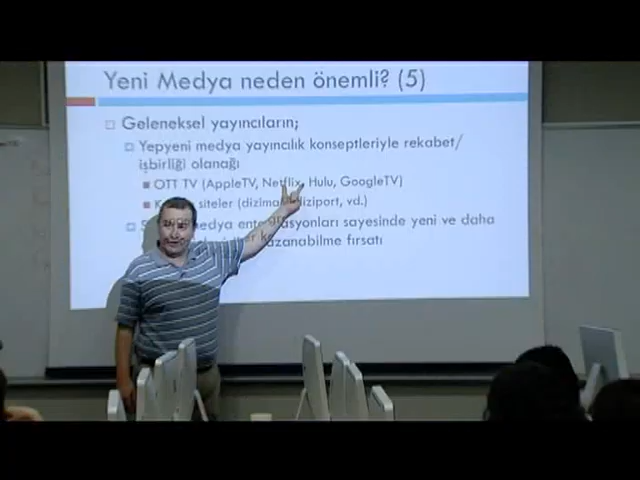 Yeni Medya neden önemli? (5)
Geleneksel yayıncıların;
Yepyeni medya yayıncılık konseptleriyle rekabet/
işbirliği olanağı
OTT TV (AppleTV, Netflix, Hulu, GoogleTV)
siteler (dizimag, diziport, vd.)
medya entegrasyonları sayesinde yeni ve daha
kazanabilme fırsatı